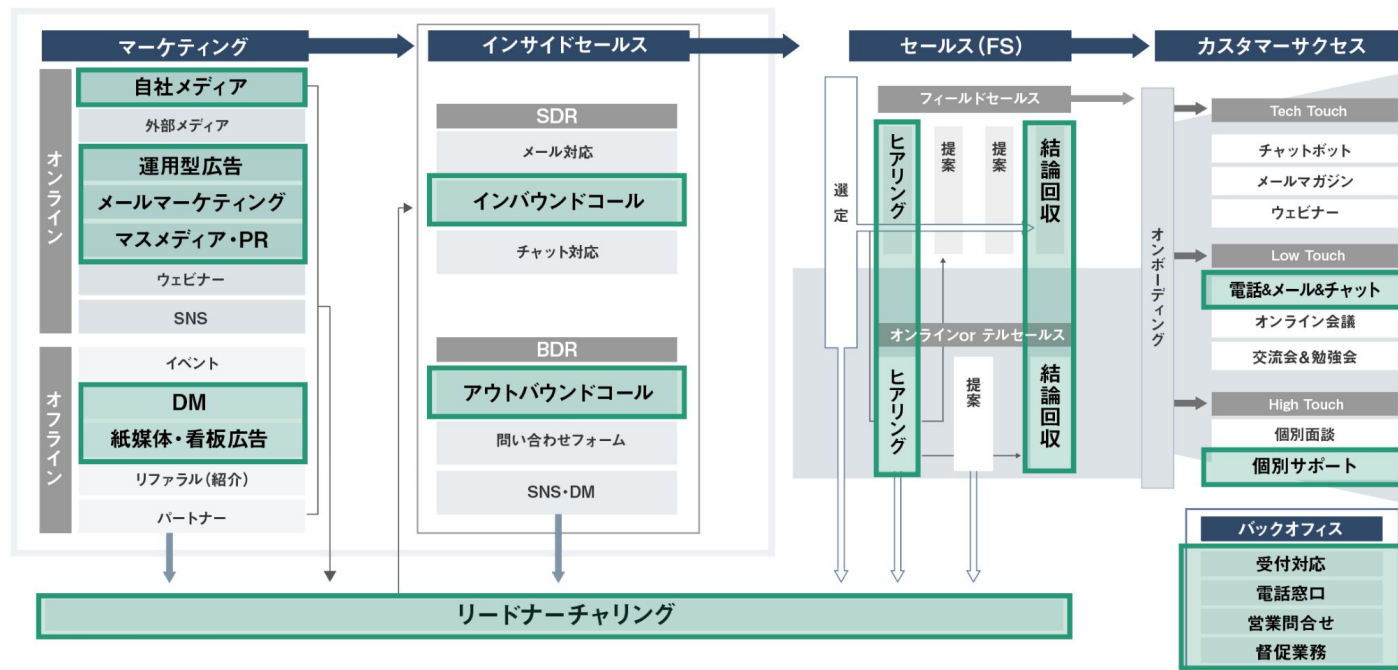 マーケティング
オンライン
自社メディア
外部メディア
運用型広告
メールマーケティング
マスメディア・PR
ウェビナー
SNS
オフライン
イベント
DM
紙媒体・看板広告
リファラル(紹介)
パートナー
インサイドセールス
SDR
メール対応
インバウンドコール
チャット対応
BDR
アウトバウンドコール
問い合わせフォーム
SNS・DM
セールス(FS)
選定
フィールドセールス
ヒアリング
提案
提案
結論回収
オンラインor テルセールス
ヒアリング
提案
結論回収
カスタマーサクセス
オンボーディング
Tech Touch
チャットボット
メールマガジン
ウェビナー
Low Touch
電話&メール&チャット
オンライン会議
交流会&勉強会
High Touch
個別面談
個別サポート
バックオフィス
受付対応
電話窓口
営業問合せ
督促業務
リードナーチャリング